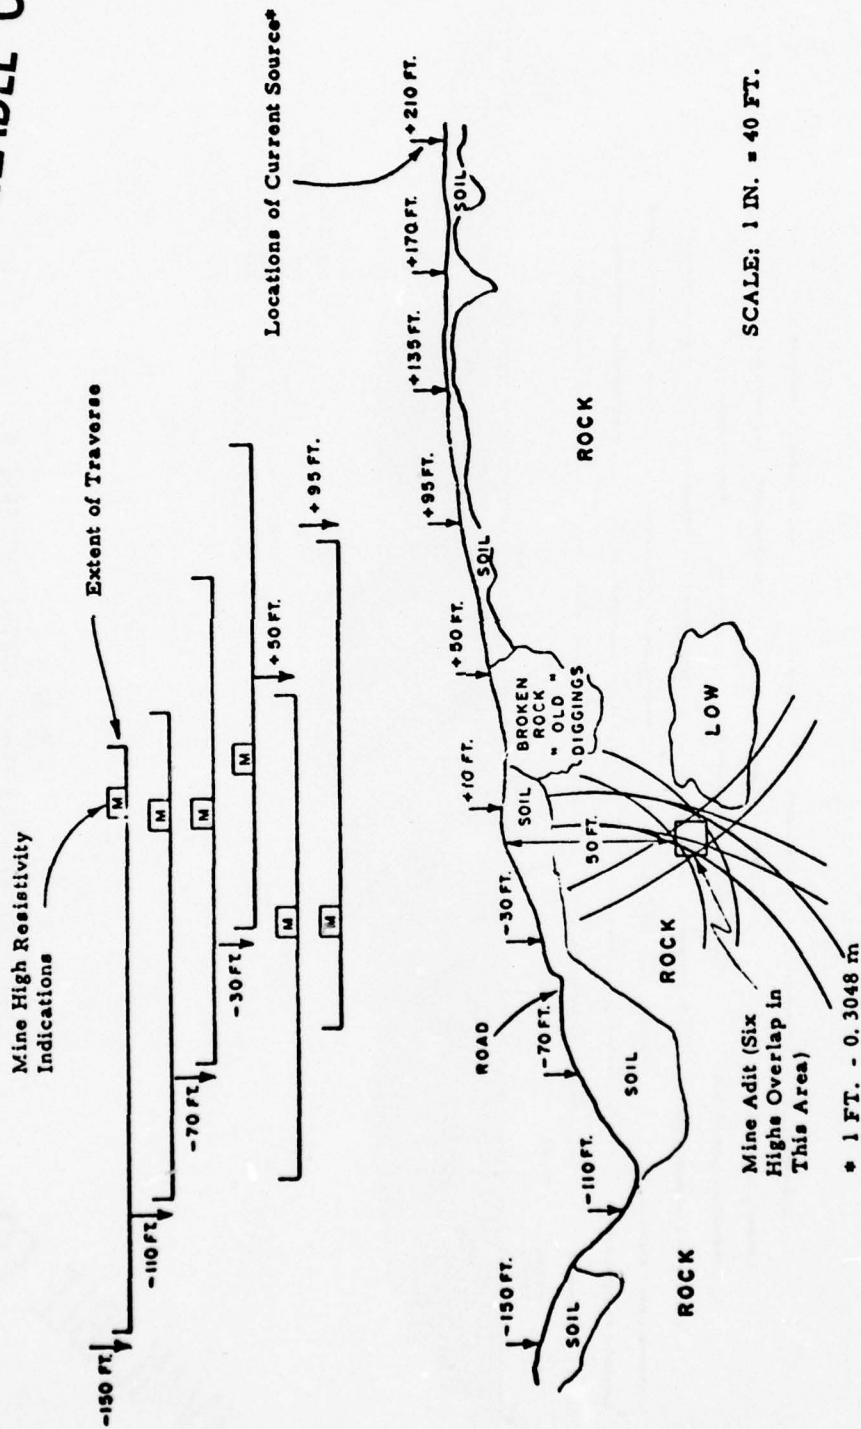 Mine High Resistivity
Indications
Extent of Traverse
M
M
M
M
M
M
-150 FT.
-110 FT.
-70 FT.
-30 FT.
+50 FT.
+95 FT.
Locations of Current Source*
-150 FT.
-110 FT.
-70 FT.
-30 FT.
+10 FT.
+50 FT.
+95 FT.
+135 FT.
+170 FT.
+210 FT.
ROAD
SOIL
SOIL
SOIL
SOIL
SOIL
BROKEN
ROCK
" OLD "
DIGGINGS
50 FT.
LOW
ROCK
ROCK
ROCK
Mine Adit (Six
Highs Overlap in
This Area)
SCALE: 1 IN. = 40 FT.
* 1 FT. - 0.3048 m